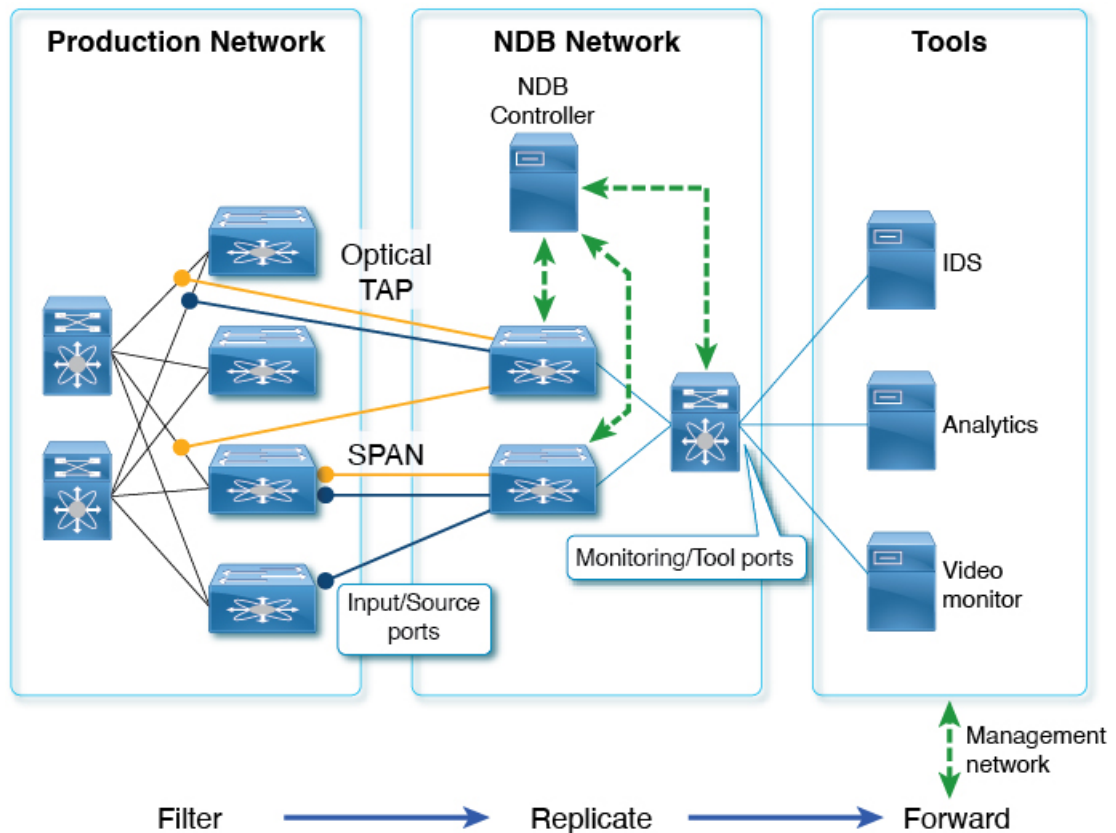 Production Network
NDB Network
Tools
NDB
Controller
Optical
TAP
IDS
SPAN
Analytics
Monitoring/Tool ports
Input/Source
ports
Video
monitor
Management
network
Filter
Replicate
Forward